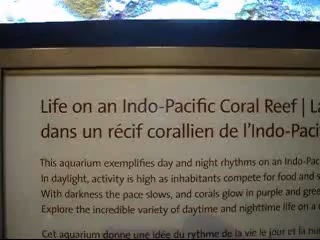 Life on an Indo-Pacific Coral Reef | La
dans un récif corallien de l'Indo-Paci
This aquarium exemplifies day and night rhythms on an Indo-Pac
In daylight, activity is high as inhabitants compete for food and s
With darkness the pace slows, and corals glow in purple and gree
Explore the incredible variety of daytime and nighttime life on a
Cet aquarium donne une idée du rythme de la vie le jour et la nu